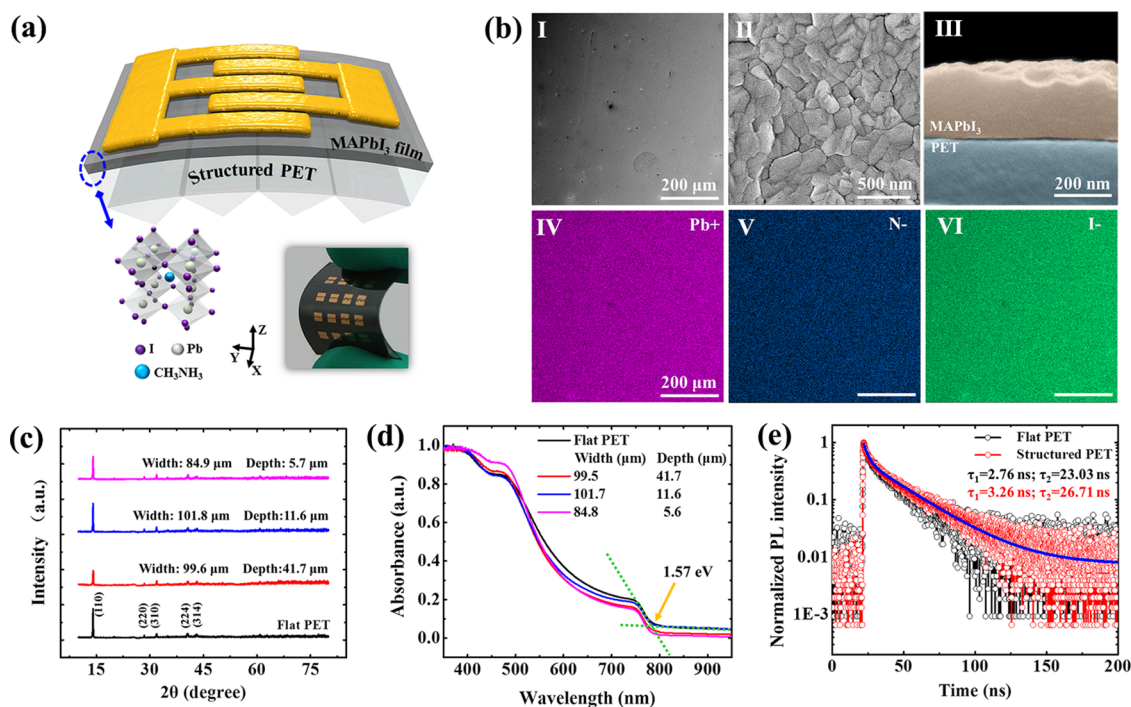 (a)
MAPbI₃ film
Structured PET
I Pb
CH₃NH₃
Z
Y
X
(b)
I
200 μm
II
500 nm
III
MAPbI₃
PET
200 nm
IV
Pb+
200 μm
V
N-
VI
I-
(c)
Intensity (a.u.)
Width: 84.9 μm Depth: 5.7 μm
Width: 101.8 μm Depth:11.6 μm
Width: 99.6 μm Depth:41.7 μm
(110)
(220)
(310)
(224)
(314)
Flat PET
15 30 45 60 75
2θ (degree)
(d)
Absorbance (a.u.)
1.0
0.8
0.6
0.4
0.2
0.0
Flat PET
Width (μm) Depth (μm)
99.5 41.7
101.7 11.6
84.8 5.6
1.57 eV
400 500 600 700 800 900
Wavelength (nm)
(e)
Normalized PL intensity
1
0.1
0.01
1E-3
Flat PET
Structured PET
τ₁=2.76 ns; τ₂=23.03 ns
τ₁=3.26 ns; τ₂=26.71 ns
0 50 75 100 125 150 175 200
Time (ns)